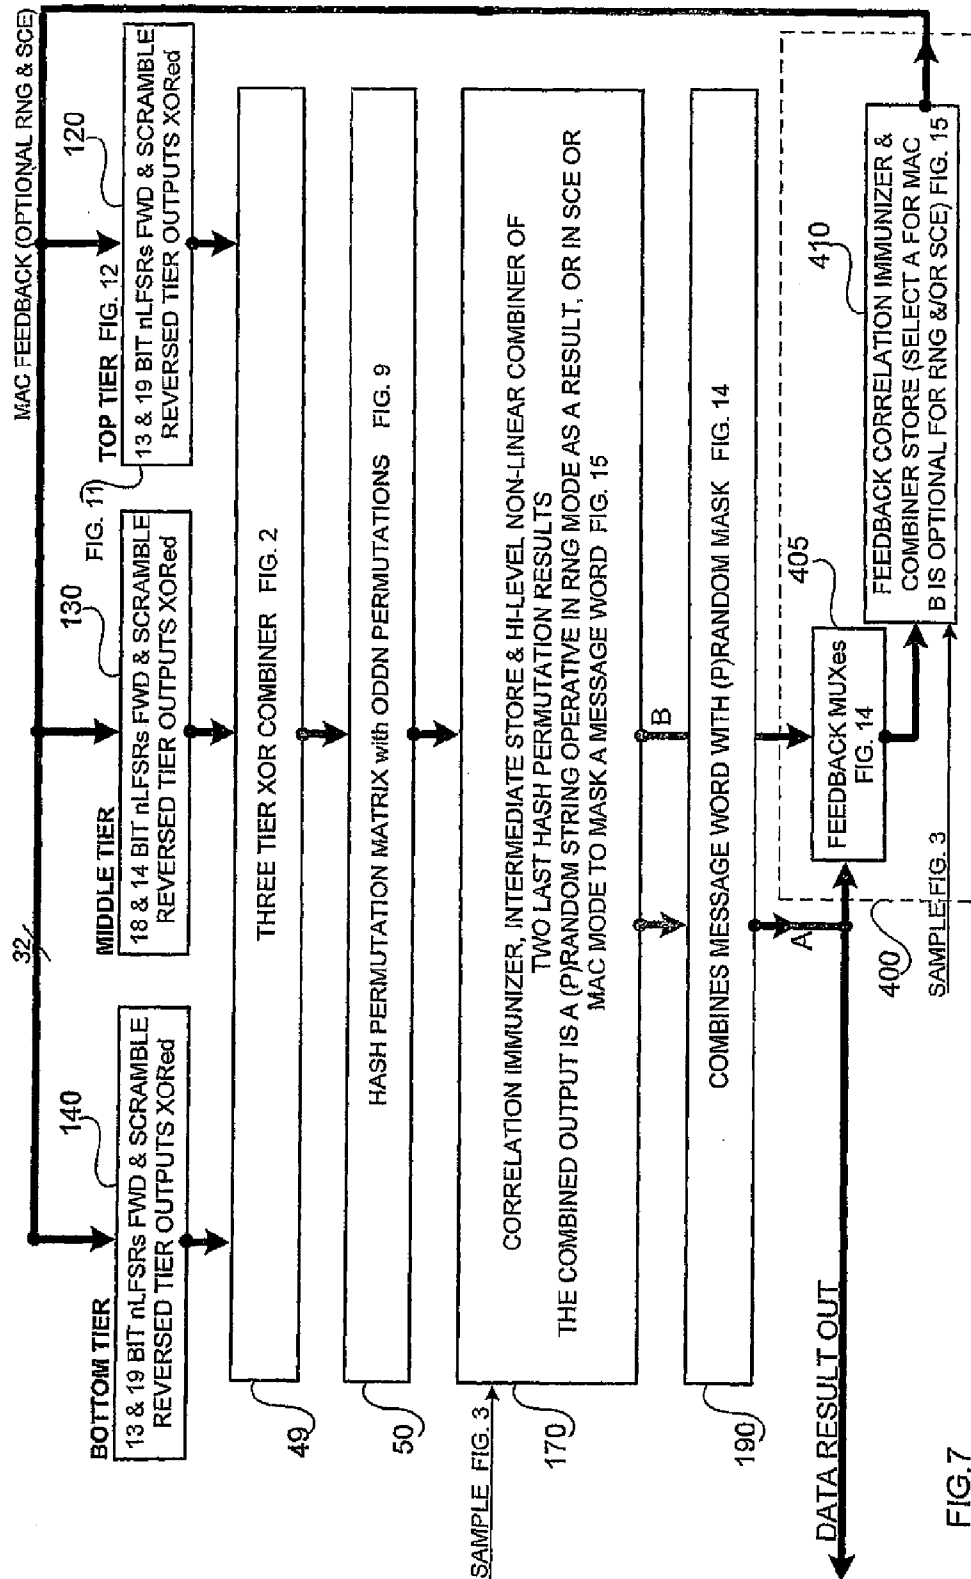 MAC FEEDBACK (OPTIONAL RNG & SCE)
32
BOTTOM TIER
140
13 & 19 BIT nLFSRs FWD & SCRAMBLE
REVERSED TIER OUTPUTS XORed
MIDDLE TIER
130
18 & 14 BIT nLFSRs FWD & SCRAMBLE
REVERSED TIER OUTPUTS XORed
FIG. 11
TOP TIER FIG. 12
120
13 & 19 BIT nLFSRs FWD & SCRAMBLE
REVERSED TIER OUTPUTS XORed
49
THREE TIER XOR COMBINER FIG. 2
50
HASH PERMUTATION MATRIX with ODDN PERMUTATIONS FIG. 9
SAMPLE FIG. 3
170
CORRELATION IMMUNIZER, INTERMEDIATE STORE & HI-LEVEL NON-LINEAR COMBINER OF
TWO LAST HASH PERMUTATION RESULTS
THE COMBINED OUTPUT IS A (P)RANDOM STRING OPERATIVE IN RNG MODE AS A RESULT, OR IN SCE OR
MAC MODE TO MASK A MESSAGE WORD FIG. 15
B
190
COMBINES MESSAGE WORD WITH (P)RANDOM MASK FIG. 14
A
DATA RESULT OUT
405
FEEDBACK MUXes
FIG. 14
410
FEEDBACK CORRELATION IMMUNIZER &
COMBINER STORE (SELECT A FOR MAC
B IS OPTIONAL FOR RNG &/OR SCE) FIG. 15
400
SAMPLE FIG. 3
FIG.7